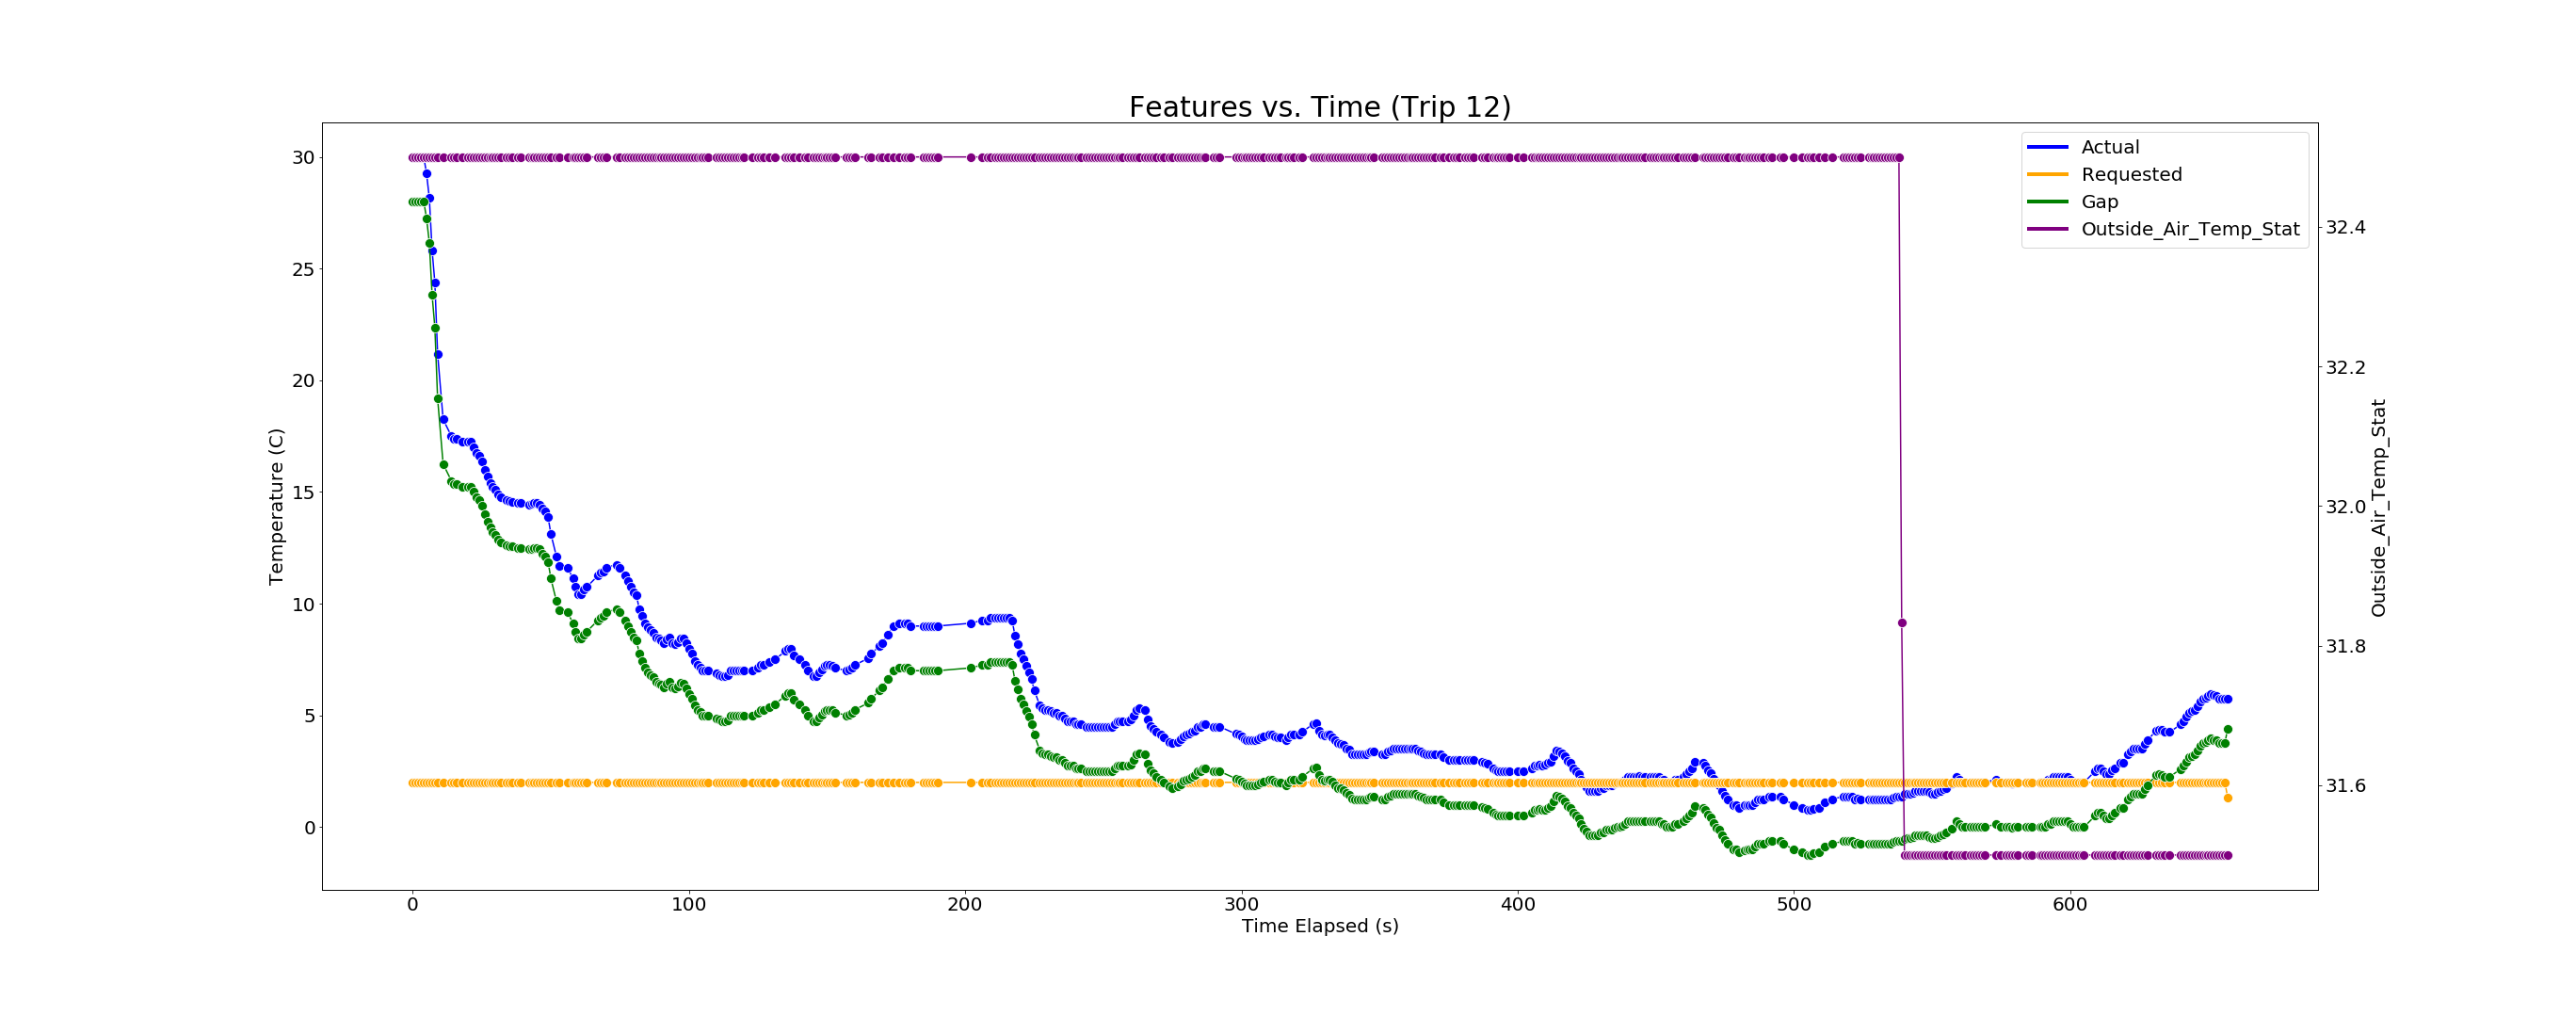 Features vs. Time (Trip 12)
Actual
Requested
Gap
Outside_Air_Temp_Stat
30
25
20
15
10
5
0
Temperature (C)
32.4
32.2
32.0
31.8
31.6
Outside_Air_Temp_Stat
0 100 200 300 400 500 600
Time Elapsed (s)